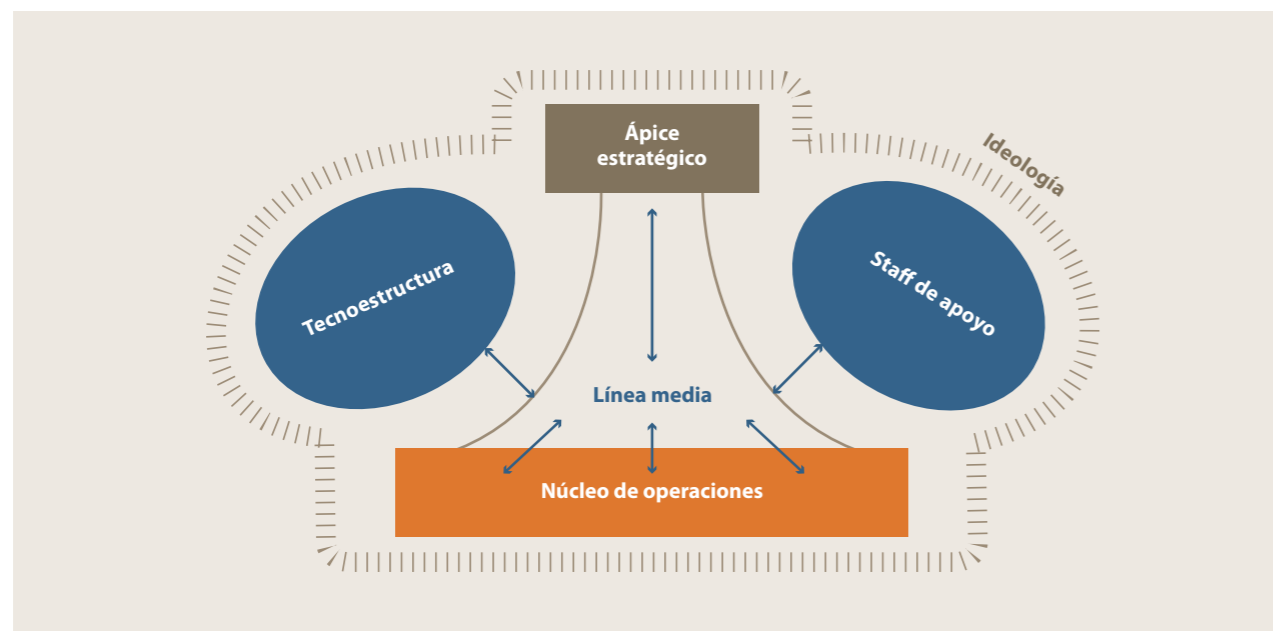 Ápice
estratégico
Ideología
Tecnoestructura
Staff de apoyo
Línea media
Núcleo de operaciones